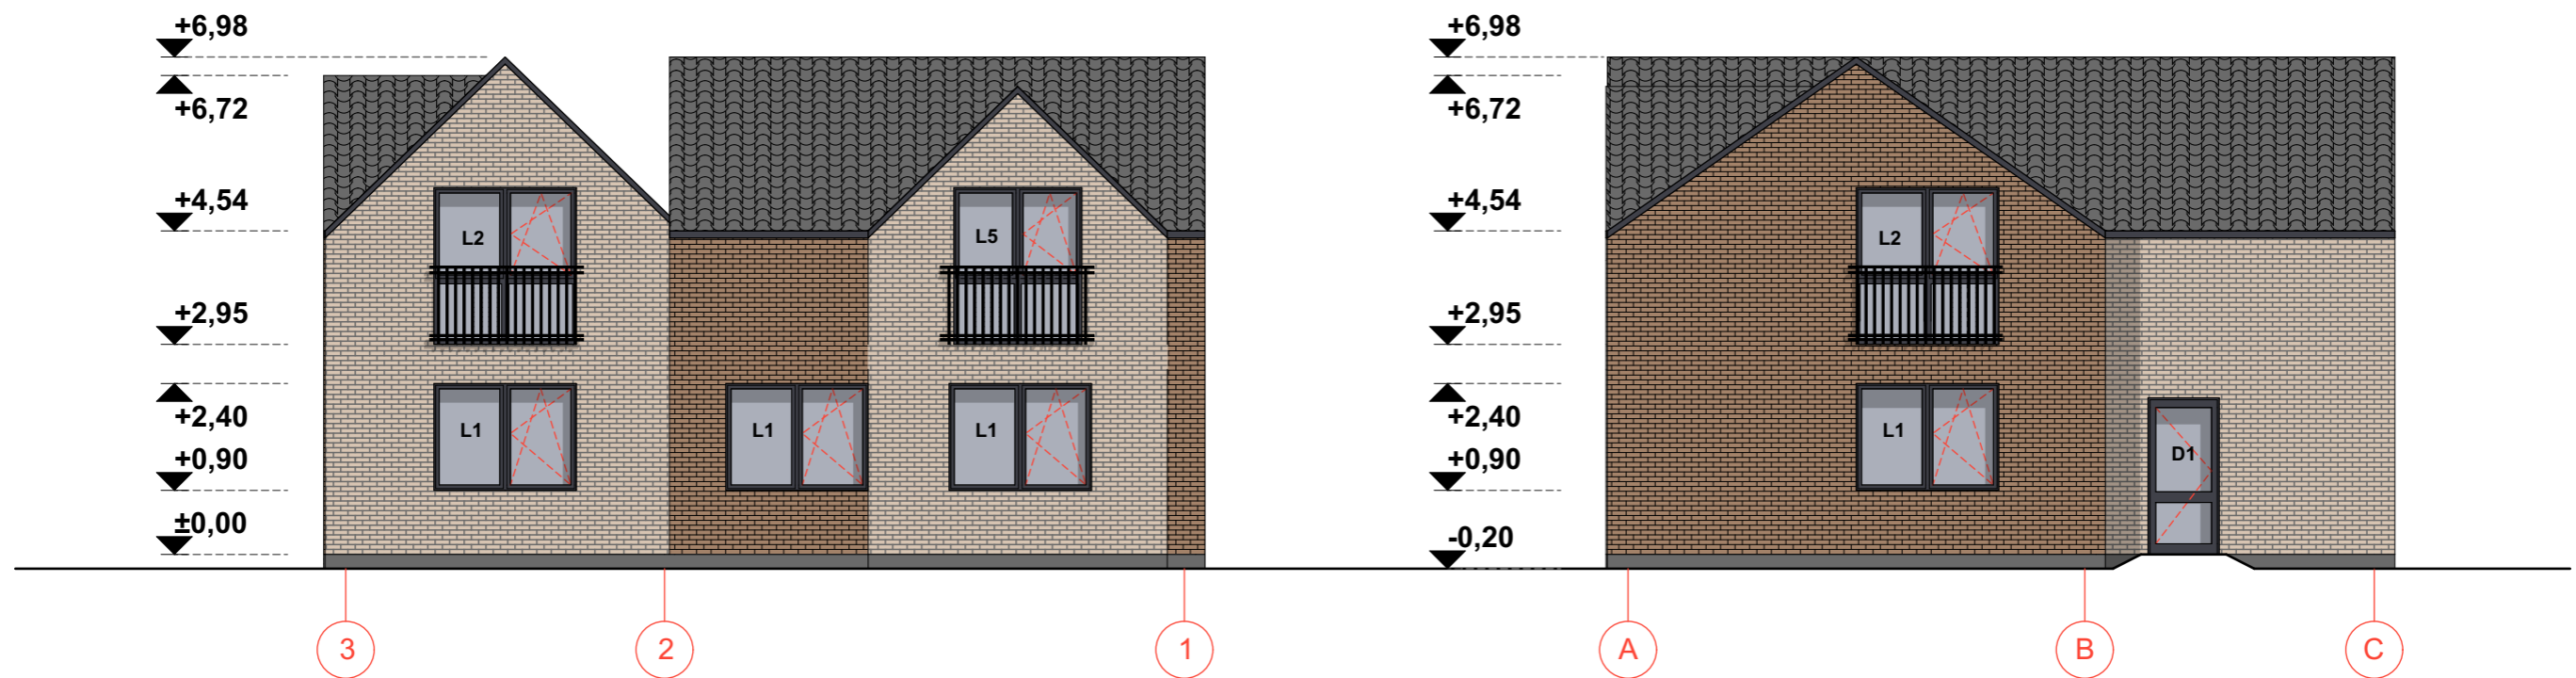 +6,98
+6,72
+4,54
+2,95
+2,40
+0,90
±0,00
L2
L5
L1
L1
L1
3
2
1
+6,98
+6,72
+4,54
+2,95
+2,40
+0,90
-0,20
L2
L1
D1
A
B
C